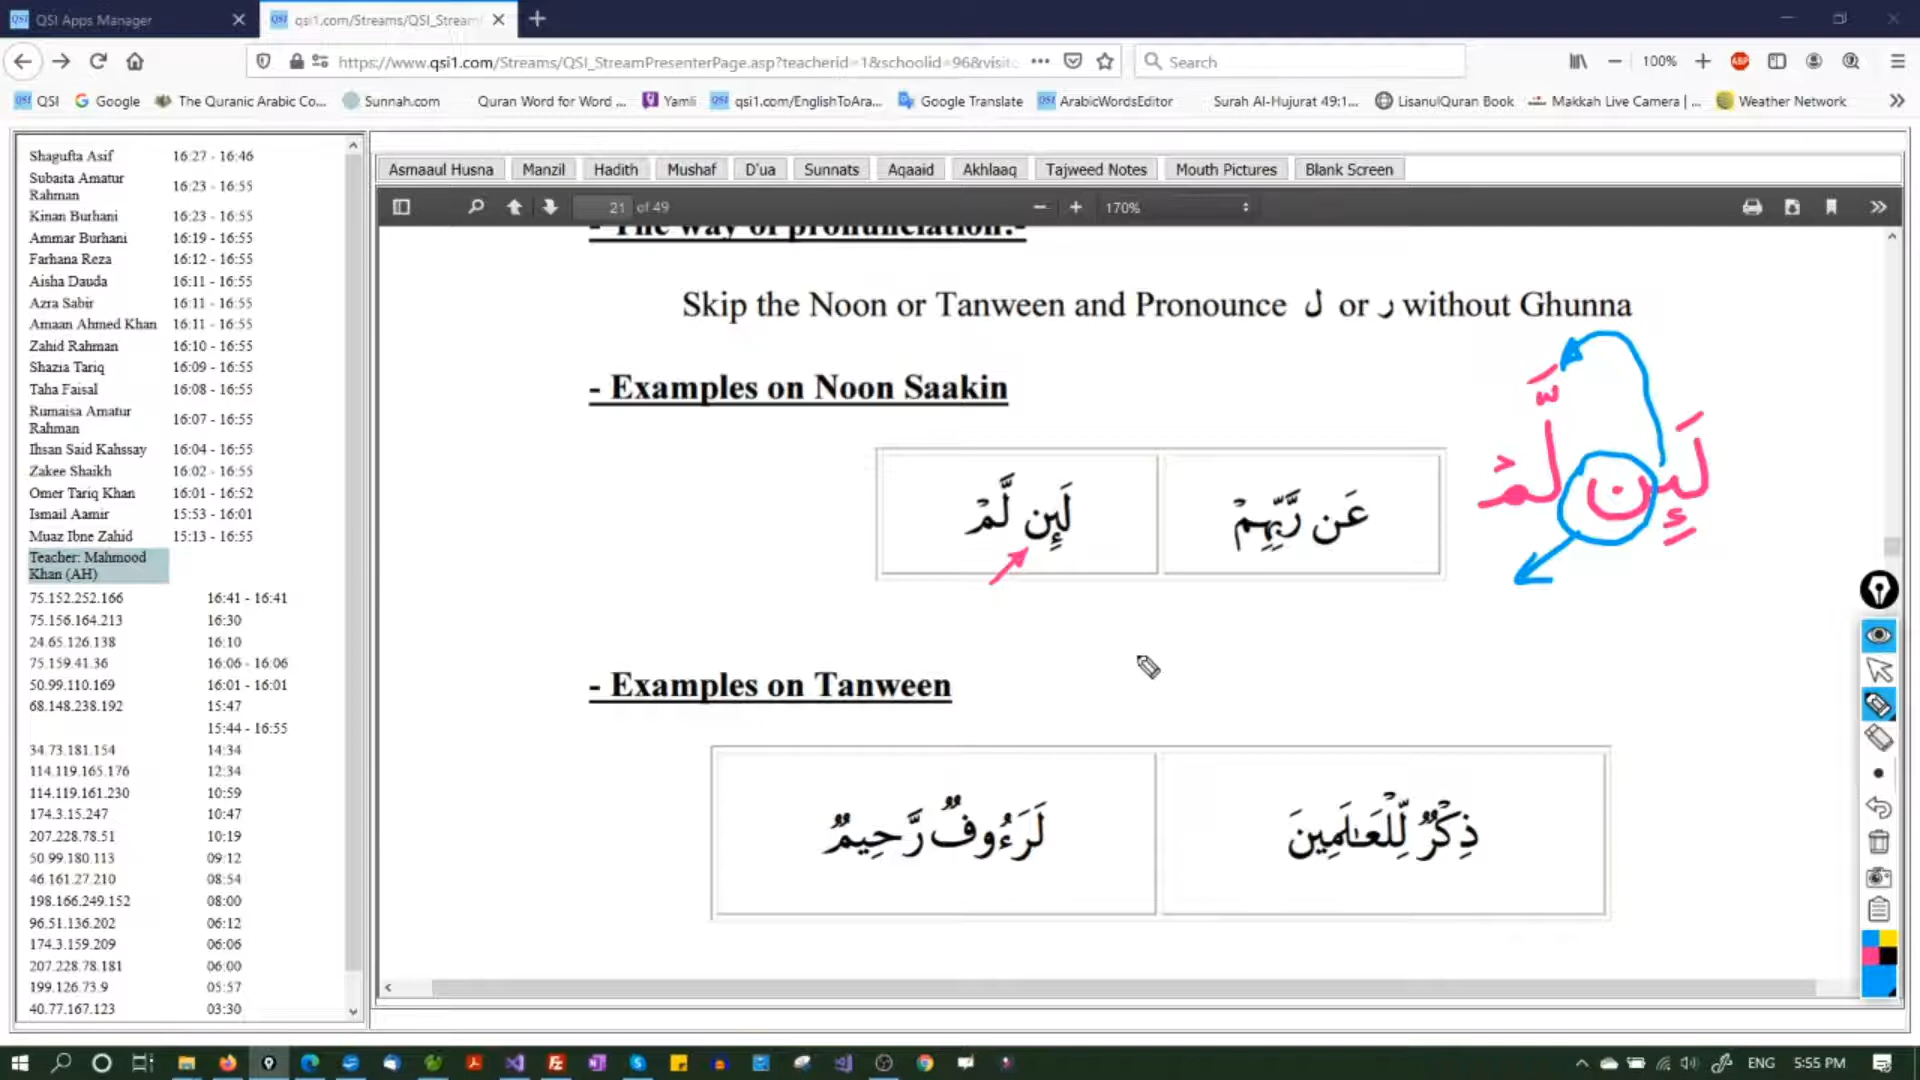 QSI Apps Manager
qsi1.com/Streams/QSI_Stream
https://www.qsi1.com/Streams/QSI_StreamPresenterPage.asp?teacherid=1&schoolid=96&visit
Search
100%
QSI
Google
The Quranic Arabic Co...
Sunnah.com
Quran Word for Word ...
Yamli
qsi1.com/EnglishToAra...
Google Translate
ArabicWordsEditor
Surah Al-Hujurat 49:1...
LisanulQuran Book
Makkah Live Camera | ...
Weather Network
Shagufta Asif 16:27 - 16:46
Subaita Amatur Rahman 16:23 - 16:55
Kinan Burhani 16:23 - 16:55
Ammar Burhani 16:19 - 16:55
Farhana Reza 16:12 - 16:55
Aisha Dauda 16:11 - 16:55
Azra Sabir 16:11 - 16:55
Amaan Ahmed Khan 16:11 - 16:55
Zahid Rahman 16:10 - 16:55
Shazia Tariq 16:09 - 16:55
Taha Faisal 16:08 - 16:55
Rumaisa Amatur Rahman 16:07 - 16:55
Ihsan Said Kahssay 16:04 - 16:55
Zakee Shaikh 16:02 - 16:55
Omer Tariq Khan 16:01 - 16:52
Ismail Aamir 15:53 - 16:01
Muaz Ibne Zahid 15:13 - 16:55
Teacher: Mahmood Khan (AH)
75.152.252.166 16:41 - 16:41
75.156.164.213 16:30
24.65.126.138 16:10
75.159.41.36 16:06 - 16:06
50.99.110.169 16:01 - 16:01
68.148.238.192 15:47
15:44 - 16:55
34.73.181.154 14:34
114.119.165.176 12:34
114.119.161.230 10:59
174.3.15.247 10:47
207.228.78.51 10:19
50.99.180.113 09:12
46.161.27.210 08:54
198.166.249.152 08:00
96.51.136.202 06:12
174.3.159.209 06:06
207.228.78.181 06:00
199.126.73.9 05:57
40.77.167.123 03:30
Asmaaul Husna
Manzil
Hadith
Mushaf
D'ua
Sunnats
Aqaaid
Akhlaaq
Tajweed Notes
Mouth Pictures
Blank Screen
21 of 49
170%
- The way of pronunciation:-
Skip the Noon or Tanween and Pronounce ل or ر without Ghunna
- Examples on Noon Saakin
عَن رَّبِّهِمْ
لَئِن لَّمْ
لَئِن لَّمْ
- Examples on Tanween
ذِكْرٌ لِّلْعَالَمِينَ
لَرَءُوفٌ رَّحِيمٌ
ENG
5:55 PM